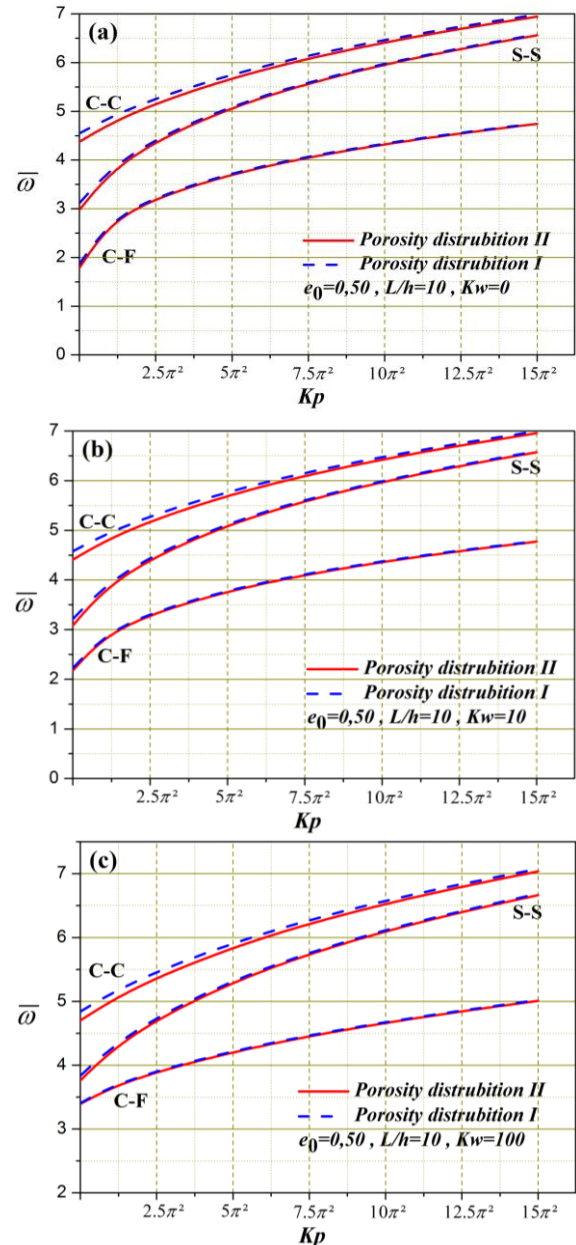 (a)
7
6
5
4
3
2
1
0
ω̅
C-C
S-S
C-F
Porosity distrubition II
Porosity distrubition I
e0=0,50 , L/h=10 , Kw=0
2.5π² 5π² 7.5π² 10π² 12.5π² 15π²
Kp
(b)
7
6
5
4
3
2
1
0
ω̅
C-C
S-S
C-F
Porosity distrubition II
Porosity distrubition I
e0=0,50 , L/h=10 , Kw=10
2.5π² 5π² 7.5π² 10π² 12.5π² 15π²
Kp
(c)
7
6
5
4
3
2
ω̅
C-C
S-S
C-F
Porosity distrubition II
Porosity distrubition I
e0=0,50 , L/h=10 , Kw=100
2.5π² 5π² 7.5π² 10π² 12.5π² 15π²
Kp